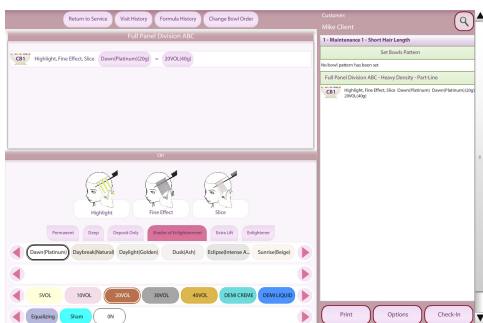 Return to Service
Visit History
Formula History
Change Bowl Order
Full Panel Division ABC
CB1
Highlight, Fine Effect, Slice
Dawn(Platinum)(20g)
20VOL(40g)
Highlight
Fine Effect
Slice
Permanent
Deep
Deposit Only
Shades of Enlightenment
Extra Lift
Enlightener
Dawn(Platinum)
Daybreak(Natural
Daylight(Golden)
Dusk(Ash)
Eclipse(Intense A...
Sunrise(Beige)
5VOL
10VOL
20VOL
30VOL
40VOL
DEMI CREME
DEMI LIQUID
Equalizing
Sham
0N
Customer:
Mike Client
1 - Maintenance 1 - Short Hair Length
Set Bowls Pattern
No bowl pattern has been set
Full Panel Division ABC - Heavy Density - Part-Line
CB1
Highlight, Fine Effect, Slice Dawn(Platinum) Dawn(Platinum)(20g)
20VOL(40g)
Print
Options
Check-In